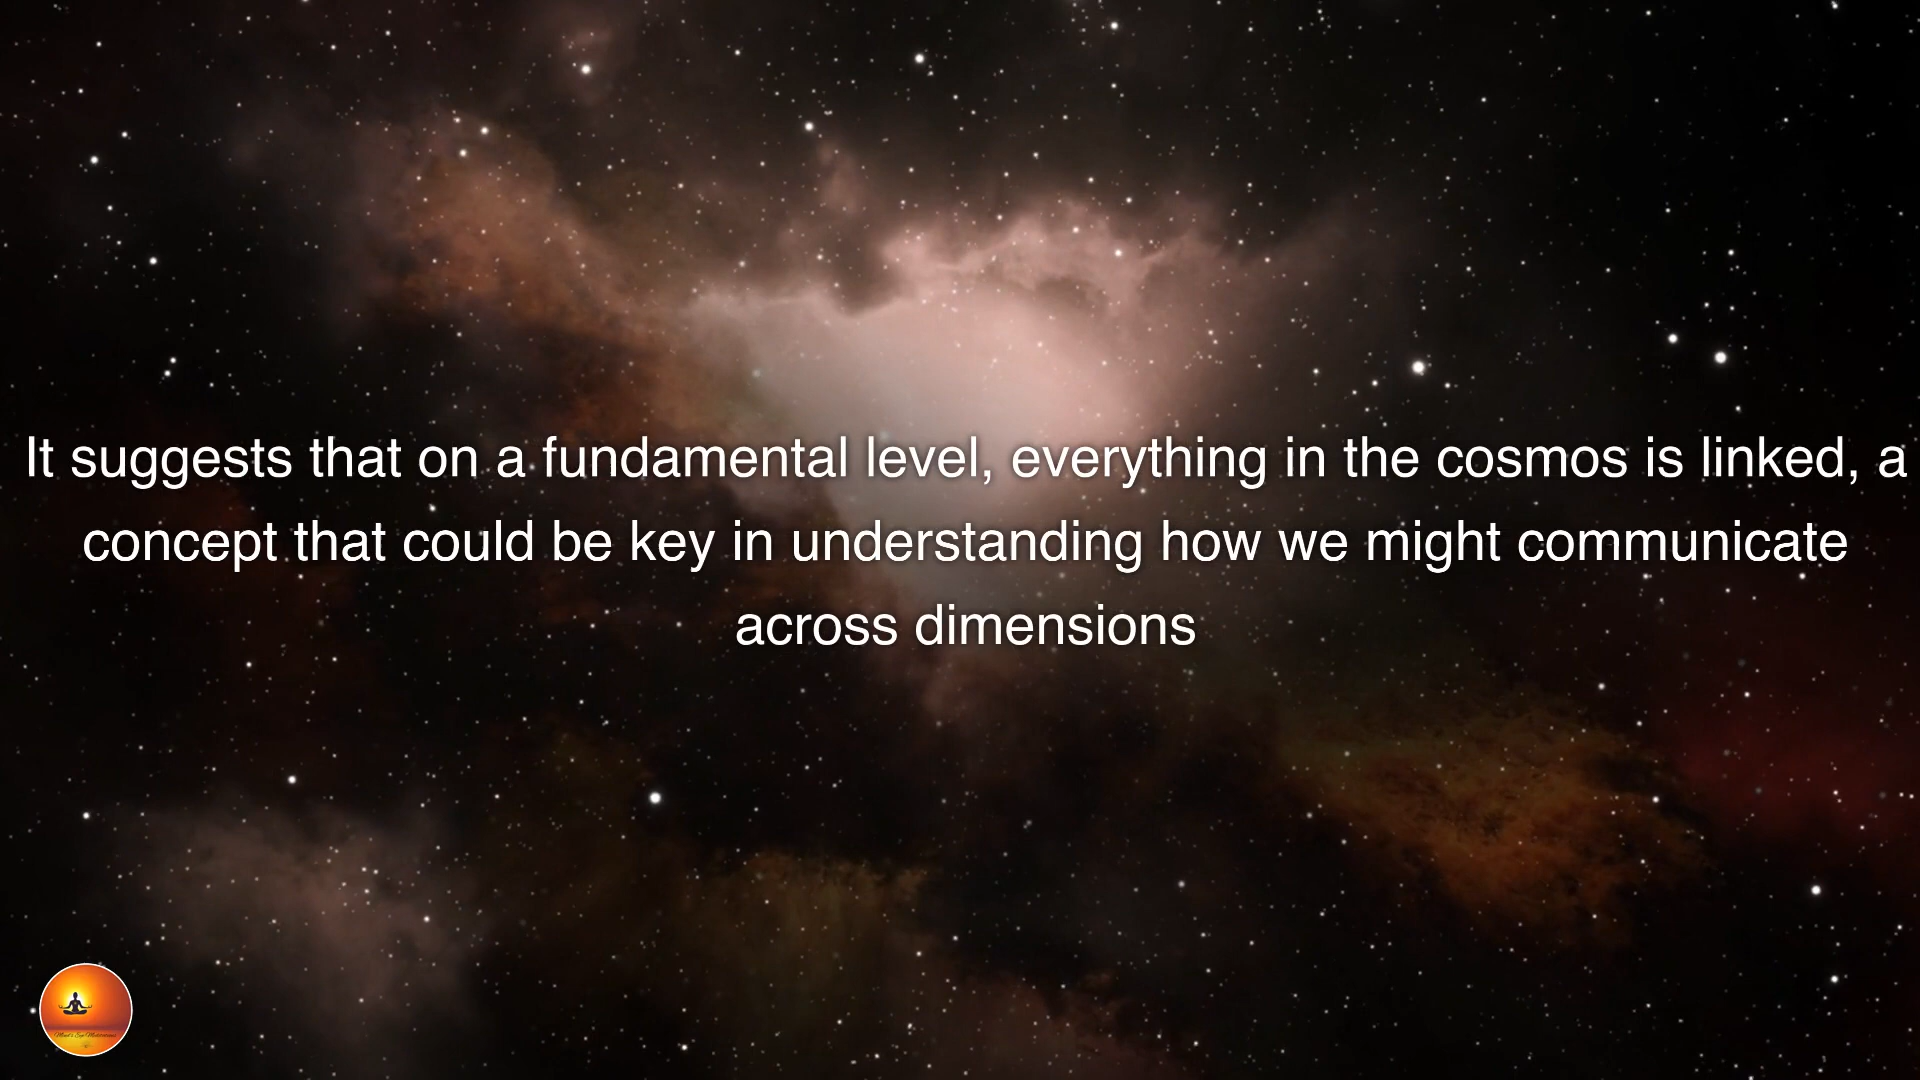 It suggests that on a fundamental level, everything in the cosmos is linked, a
concept that could be key in understanding how we might communicate
across dimensions